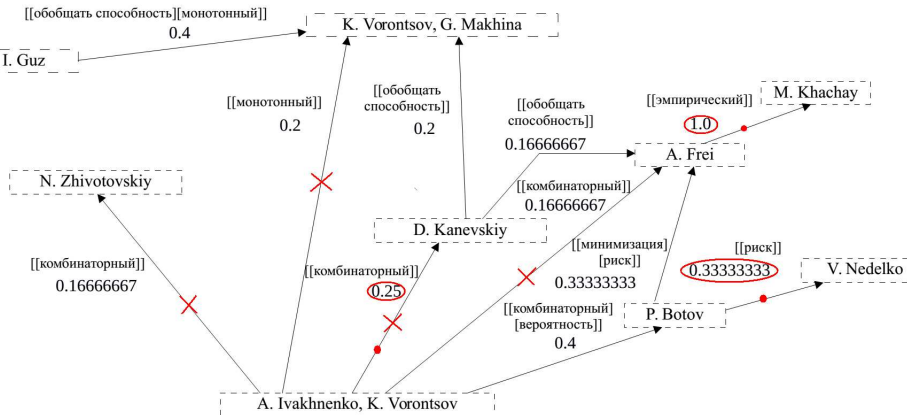 [[обобщать способность][монотонный]]
0.4
K. Vorontsov, G. Makhina
I. Guz
[[монотонный]]
0.2
[[обобщать
способность]]
0.2
[[обобщать
способность]]
0.16666667
[[эмпирический]]
1.0
M. Khachay
A. Frei
N. Zhivotovskiy
[[комбинаторный]]
0.16666667
D. Kanevskiy
[[комбинаторный]]
0.16666667
[[комбинаторный]]
0.25
[[минимизация]
[риск]]
0.33333333
[[риск]]
0.33333333
V. Nedelko
[[комбинаторный]
[вероятность]]
0.4
P. Botov
A. Ivakhnenko, K. Vorontsov